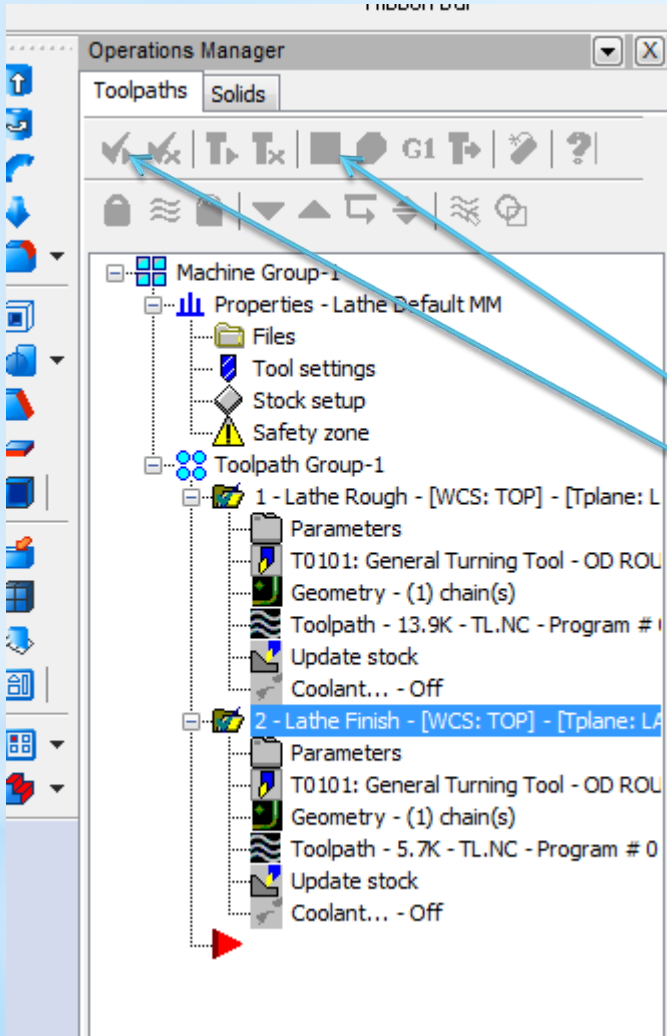 Ribbon Bar
Operations Manager
Toolpaths Solids
G1
Machine Group-1
Properties - Lathe Default MM
Files
Tool settings
Stock setup
Safety zone
Toolpath Group-1
1 - Lathe Rough - [WCS: TOP] - [Tplane: L
Parameters
T0101: General Turning Tool - OD ROU
Geometry - (1) chain(s)
Toolpath - 13.9K - TL.NC - Program #
Update stock
Coolant... - Off
2 - Lathe Finish - [WCS: TOP] - [Tplane: LA
Parameters
T0101: General Turning Tool - OD ROU
Geometry - (1) chain(s)
Toolpath - 5.7K - TL.NC - Program # 0
Update stock
Coolant... - Off